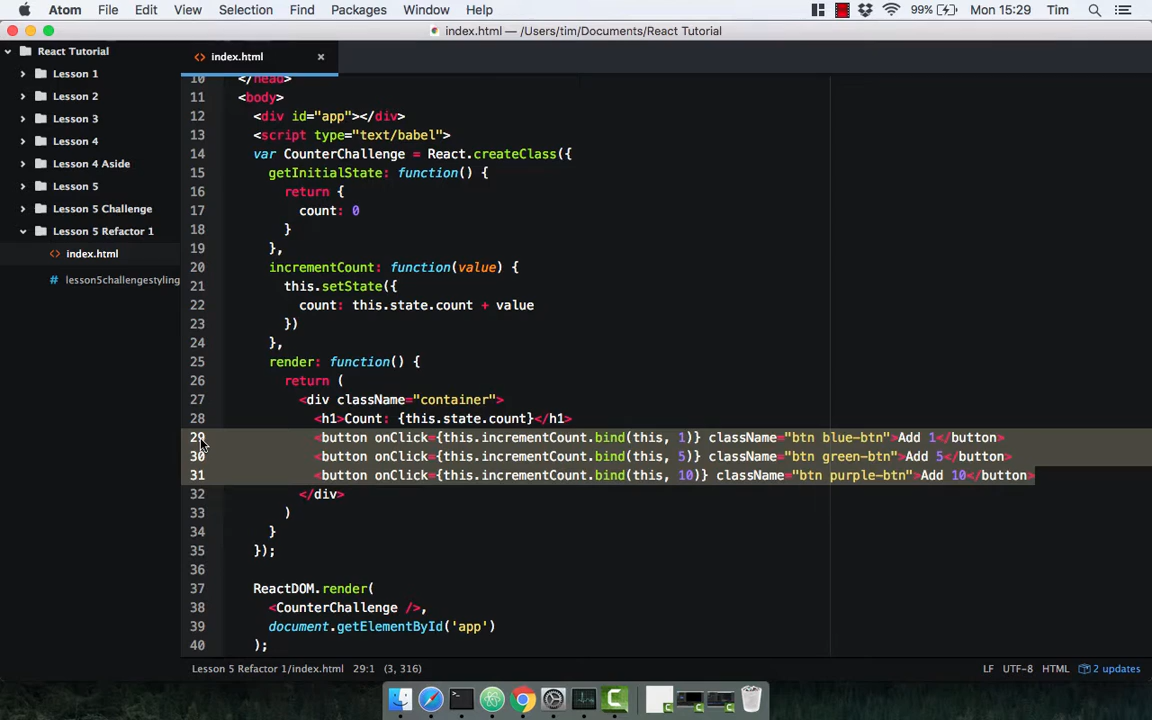 Atom File Edit View Selection Find Packages Window Help 99% Mon 15:29 Tim
index.html — /Users/tim/Documents/React Tutorial
React Tutorial
Lesson 1
Lesson 2
Lesson 3
Lesson 4
Lesson 4 Aside
Lesson 5
Lesson 5 Challenge
Lesson 5 Refactor 1
index.html
lesson5challengestyling
index.html
10 </head>
11 <body>
12 <div id="app"></div>
13 <script type="text/babel">
14 var CounterChallenge = React.createClass({
15 getInitialState: function() {
16 return {
17 count: 0
18 }
19 },
20 incrementCount: function(value) {
21 this.setState({
22 count: this.state.count + value
23 })
24 },
25 render: function() {
26 return (
27 <div className="container">
28 <h1>Count: {this.state.count}</h1>
29 <button onClick={this.incrementCount.bind(this, 1)} className="btn blue-btn">Add 1</button>
30 <button onClick={this.incrementCount.bind(this, 5)} className="btn green-btn">Add 5</button>
31 <button onClick={this.incrementCount.bind(this, 10)} className="btn purple-btn">Add 10</button>
32 </div>
33 )
34 }
35 });
36
37 ReactDOM.render(
38 <CounterChallenge />,
39 document.getElementById('app')
40 );
Lesson 5 Refactor 1/index.html 29:1 (3, 316) LF UTF-8 HTML 2 updates